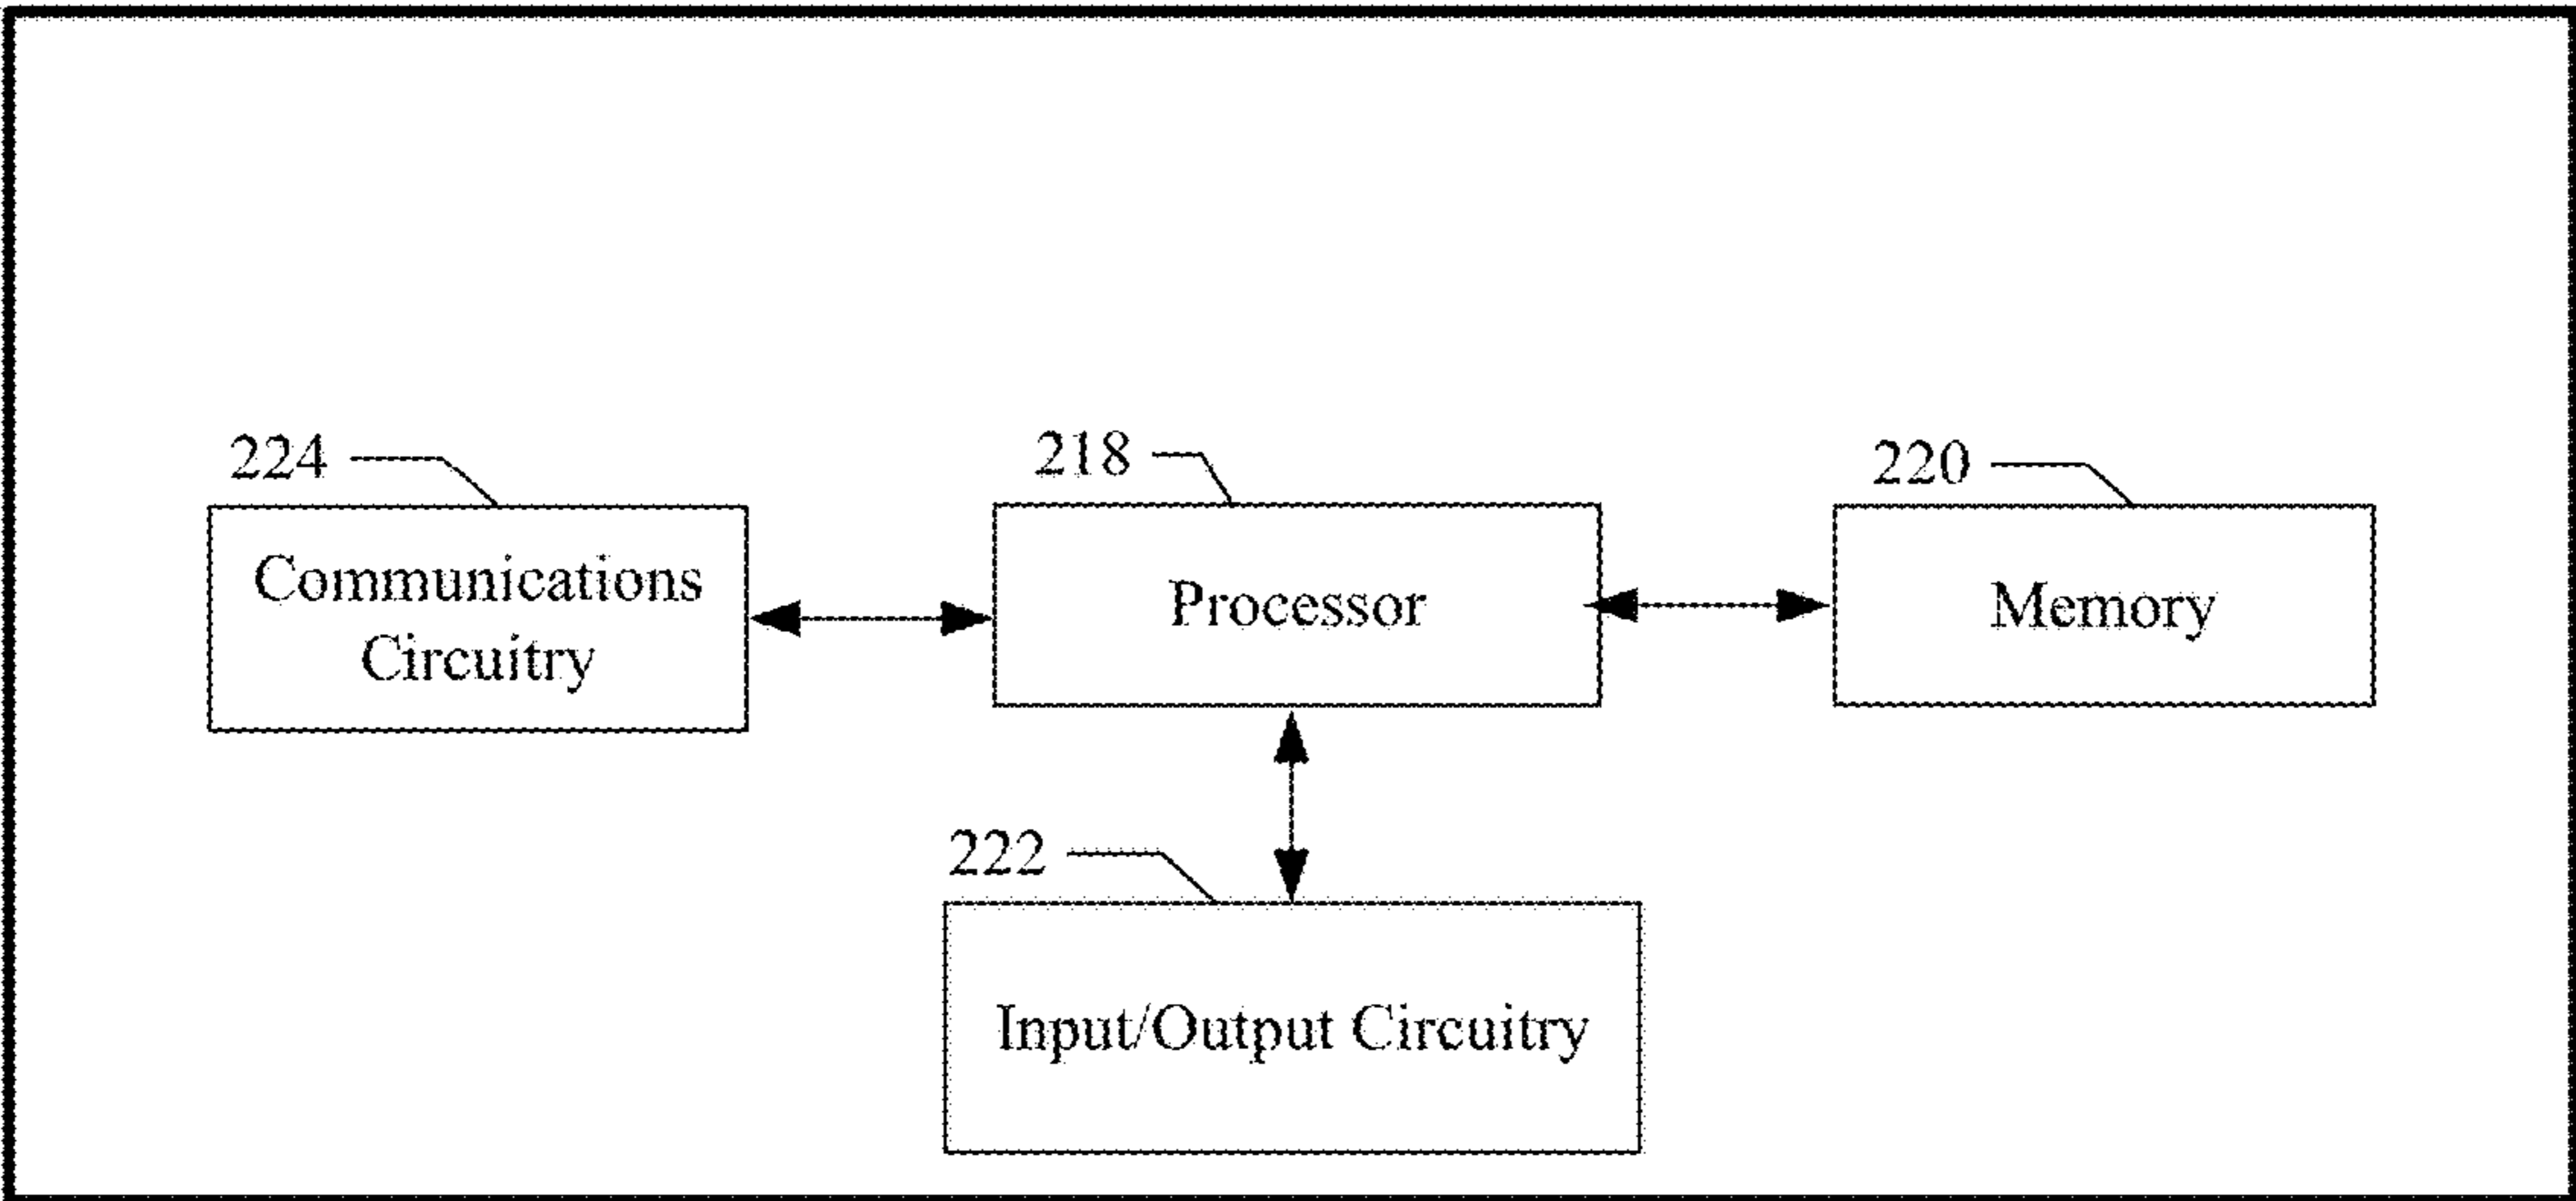 224
218
220
Communications
Circuitry
Processor
Memory
222
Input/Output Circuitry